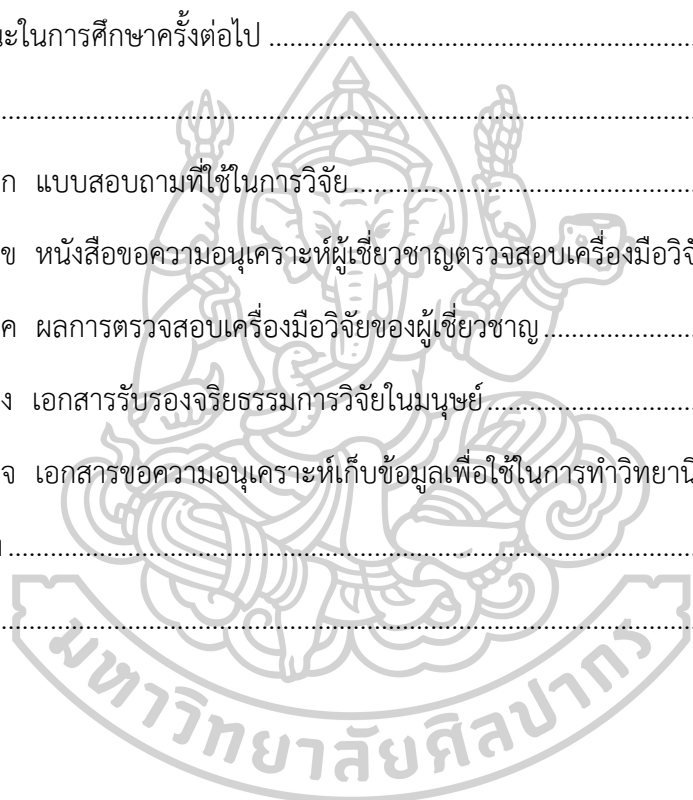 นะในการศึกษาครั้งต่อไป ................................................................
................................................................................................
ก แบบสอบถามที่ใช้ในการวิจัย................................................
ข หนังสือขอความอนุเคราะห์ผู้เชี่ยวชาญตรวจสอบเครื่องมือวิจั
ค ผลการตรวจสอบเครื่องมือวิจัยของผู้เชี่ยวชาญ........................
ง เอกสารรับรองจริยธรรมการวิจัยในมนุษย์................................
จ เอกสารขอความอนุเคราะห์เก็บข้อมูลเพื่อใช้ในการทำวิทยานิ
................................................................................................
................................................................................................
มหาวิทยาลัยศิลปากร